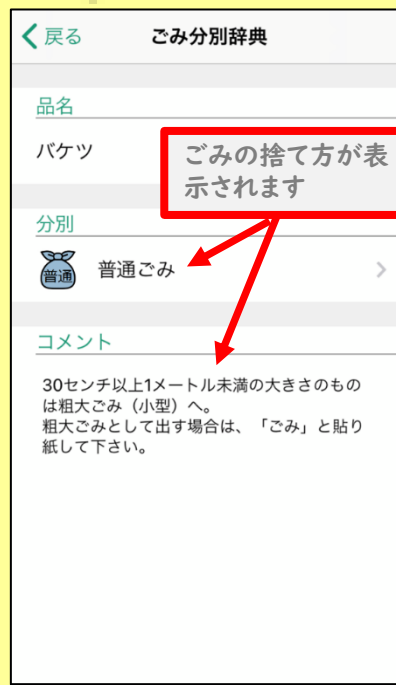 戻る ごみ分別辞典
品名
バケツ
ごみの捨て方が表
示されます
分別
普通 普通ごみ
コメント
30センチ以上1メートル未満の大きさのもの
は粗大ごみ（小型）へ。
粗大ごみとして出す場合は、「ごみ」と貼り
紙して下さい。